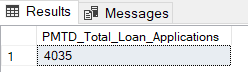 Results
Messages
PMTD_Total_Loan_Applications
1
4035